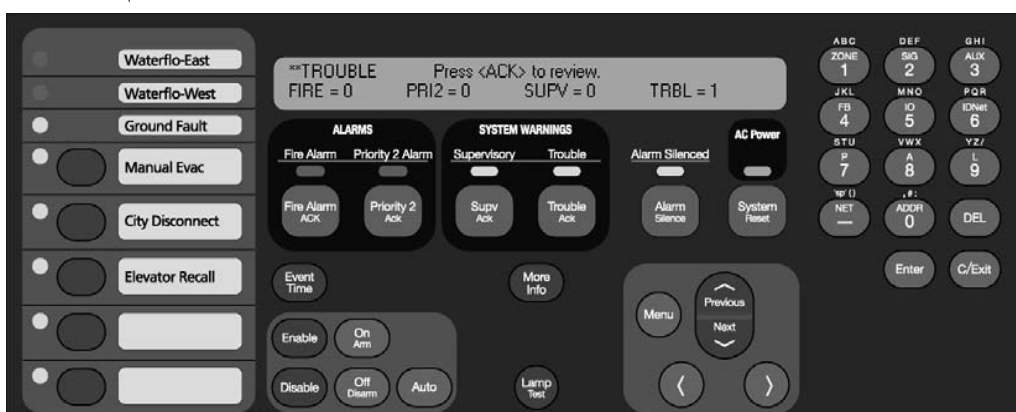 Waterflo-East
Waterflo-West
Ground Fault
Manual Evac
City Disconnect
Elevator Recall
**TROUBLE Press <ACK> to review.
FIRE = 0 PRI2 = 0 SUPV = 0 TRBL = 1
ALARMS
Fire Alarm Priority 2 Alarm
Fire Alarm ACK
Priority 2 Ack
SYSTEM WARNINGS
Supervisory Trouble
Supv Ack
Trouble Ack
Alarm Silenced
Alarm Silence
AC Power
System Reset
Event Time
More Info
Enable
On Arm
Disable
Off Disarm
Auto
Lamp Test
Menu
Previous
Next
ABC DEF GHI
ZONE 1 SIG 2 AUX 3
JKL MNO PQR
FB 4 IO 5 IDNet 6
STU VWX YZ/
P 7 A 8 L 9
'sp' () , # :
NET — ADDR 0 DEL
Enter C/Exit